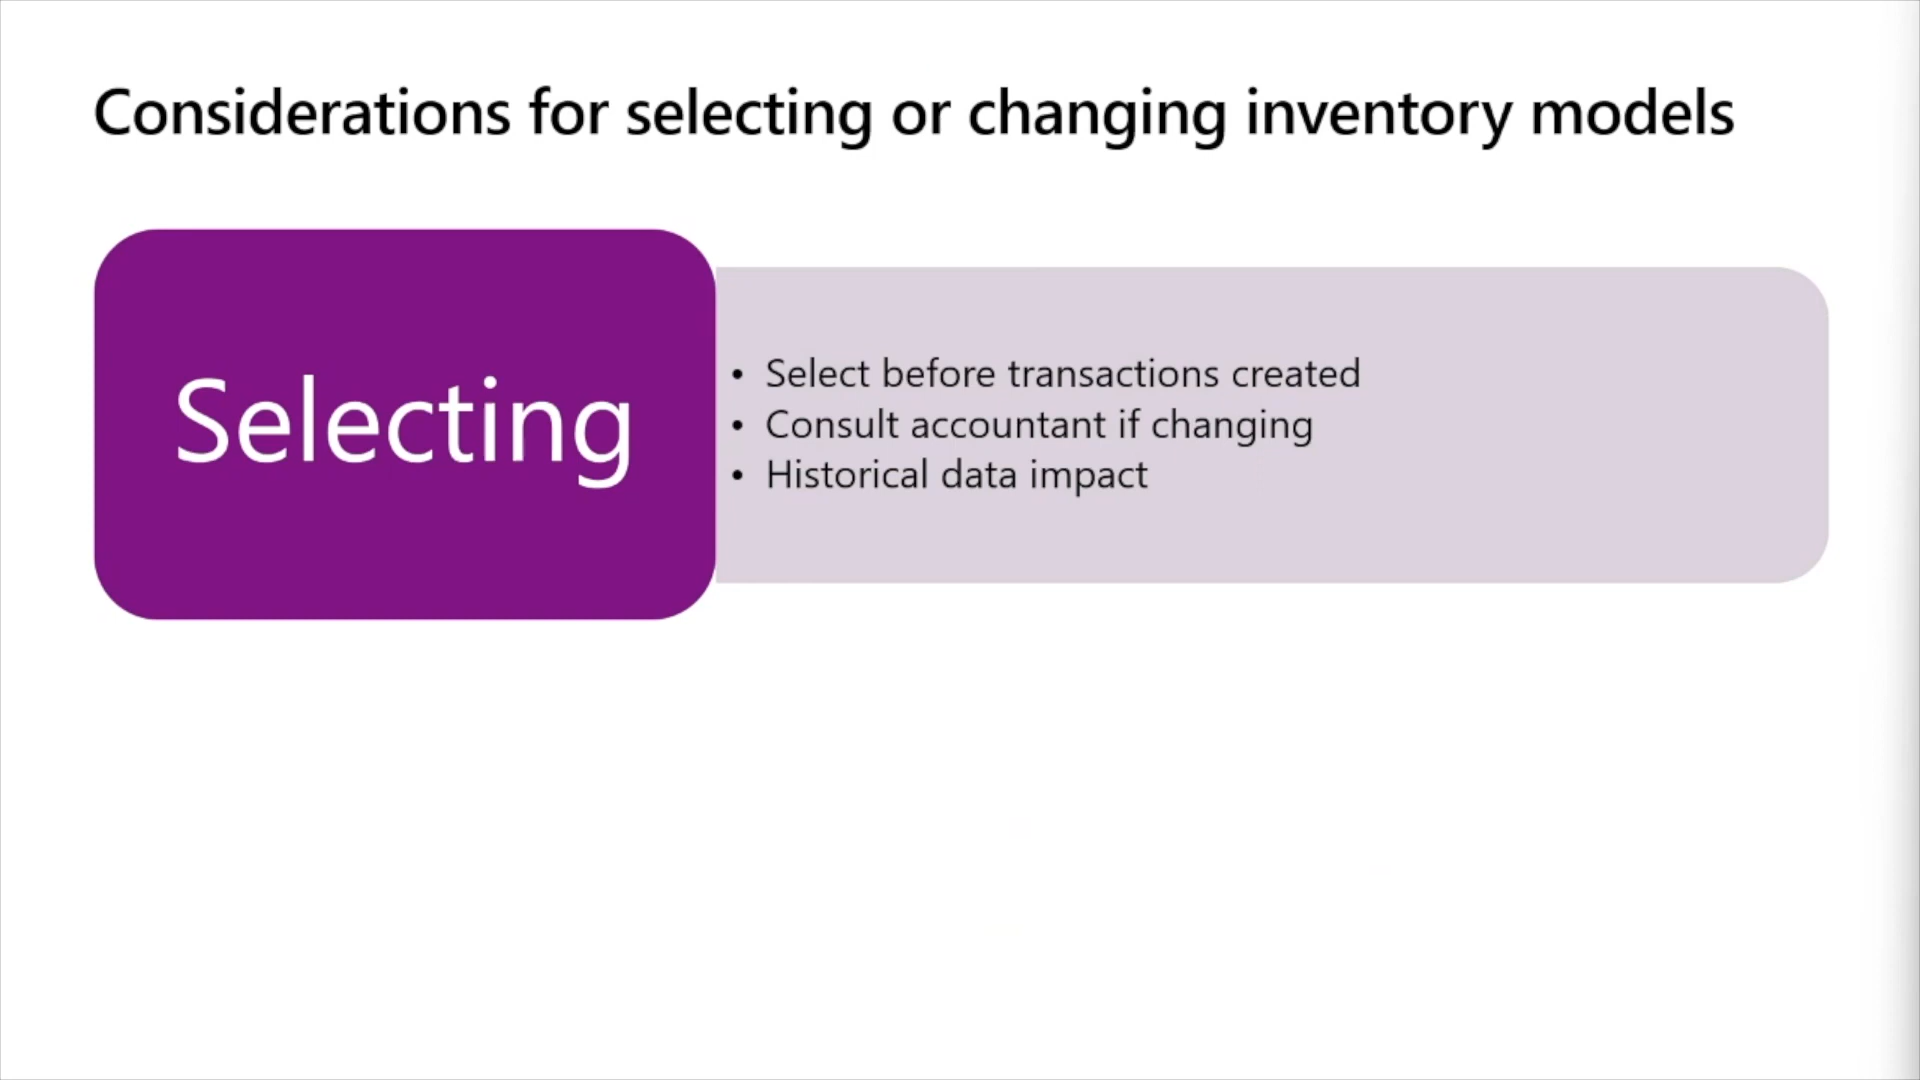 Considerations for selecting or changing inventory models
Selecting
• Select before transactions created
• Consult accountant if changing
• Historical data impact